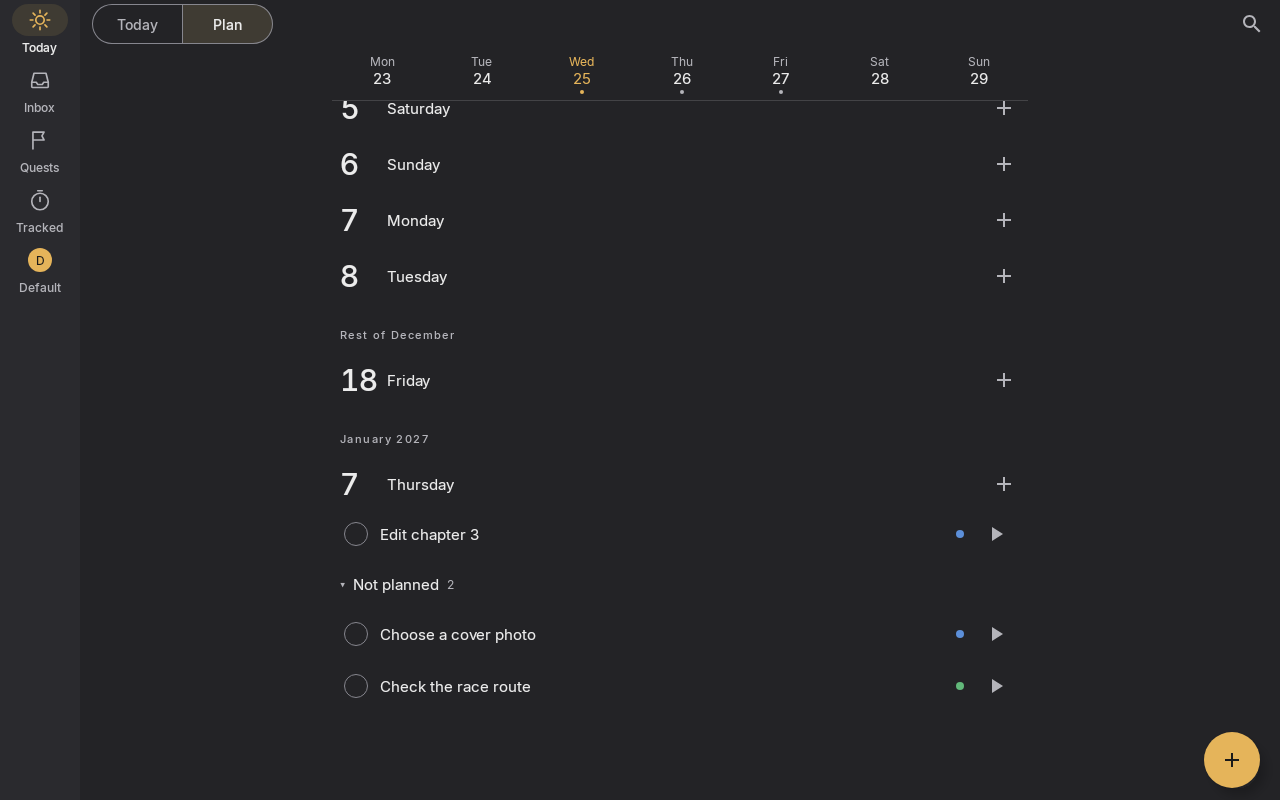 Today
Inbox
Quests
Tracked
D
Default
Today
Plan
Mon
23
Tue
24
Wed
25
Thu
26
Fri
27
Sat
28
Sun
29
5 Saturday
6 Sunday
7 Monday
8 Tuesday
Rest of December
18 Friday
January 2027
7 Thursday
Edit chapter 3
Not planned 2
Choose a cover photo
Check the race route